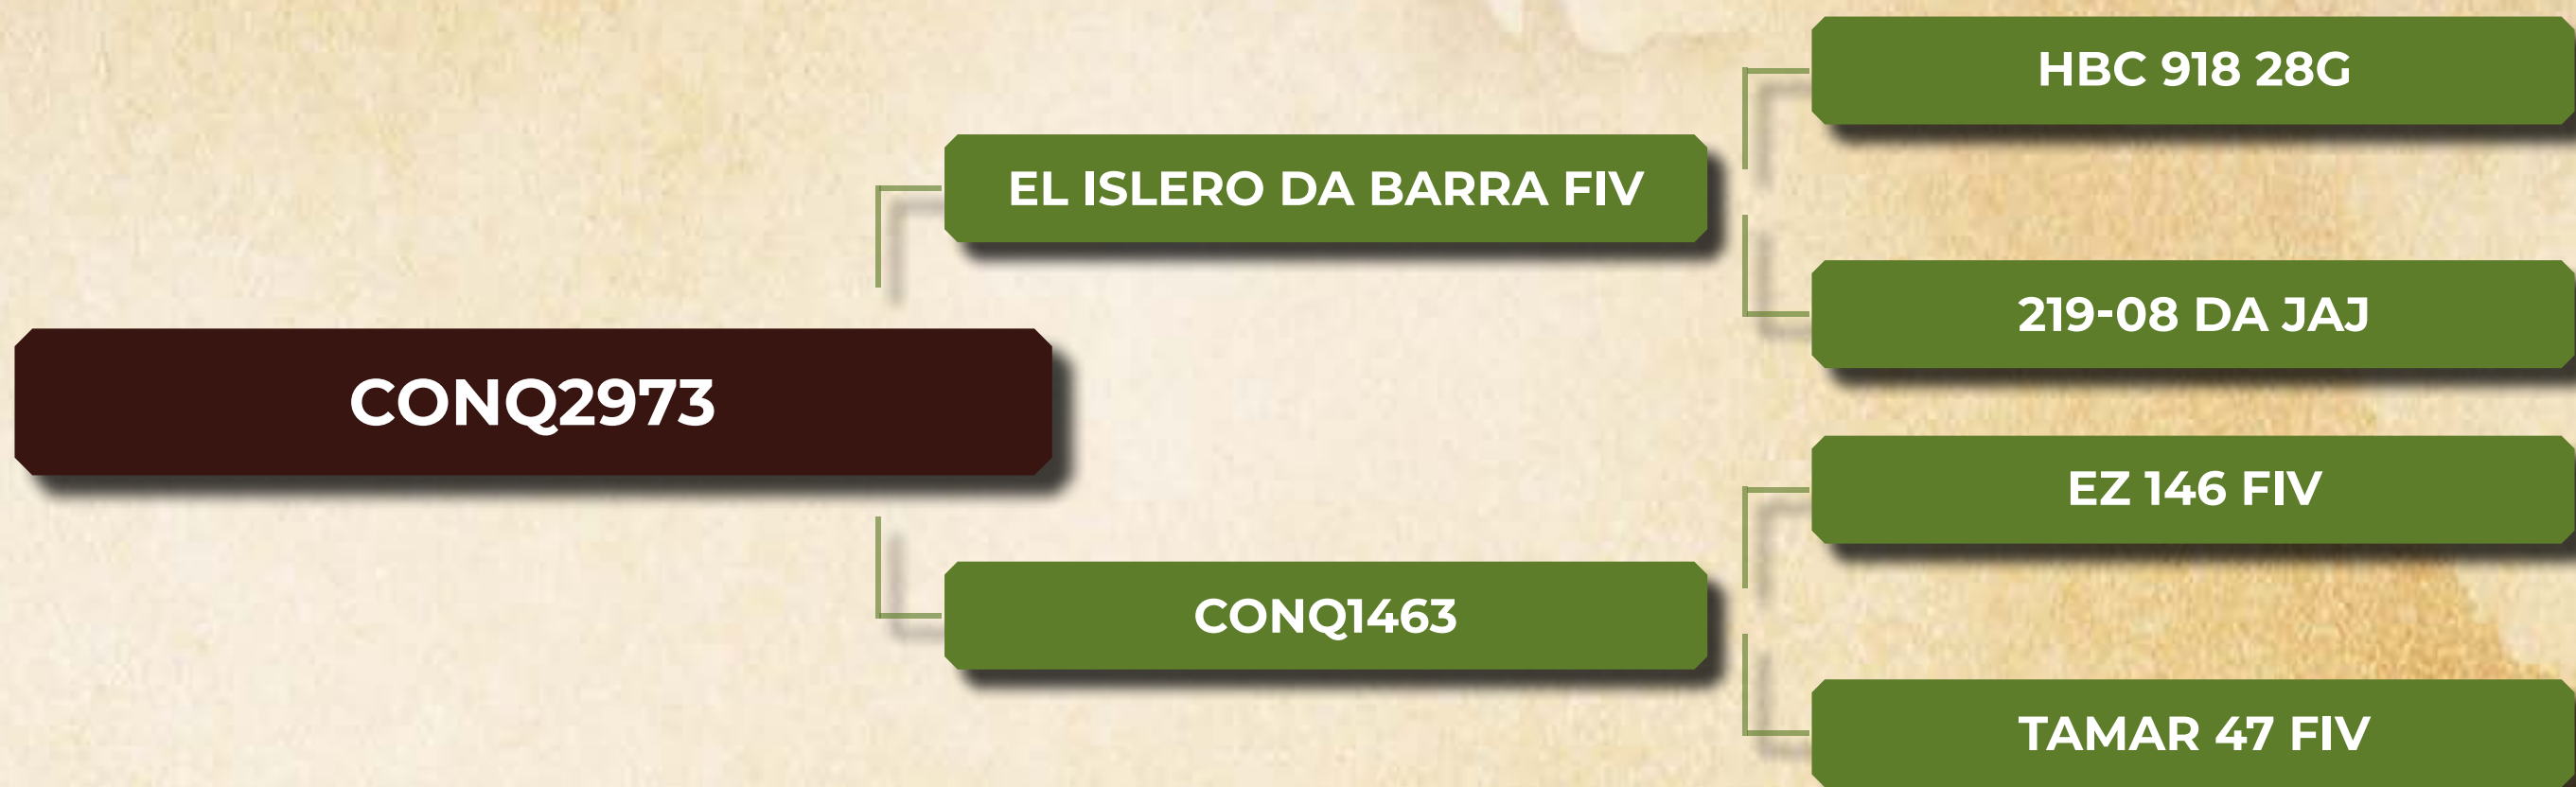 HBC 918 28G
EL ISLERO DA BARRA FIV
219-08 DA JAJ
CONQ2973
EZ 146 FIV
CONQ1463
TAMAR 47 FIV